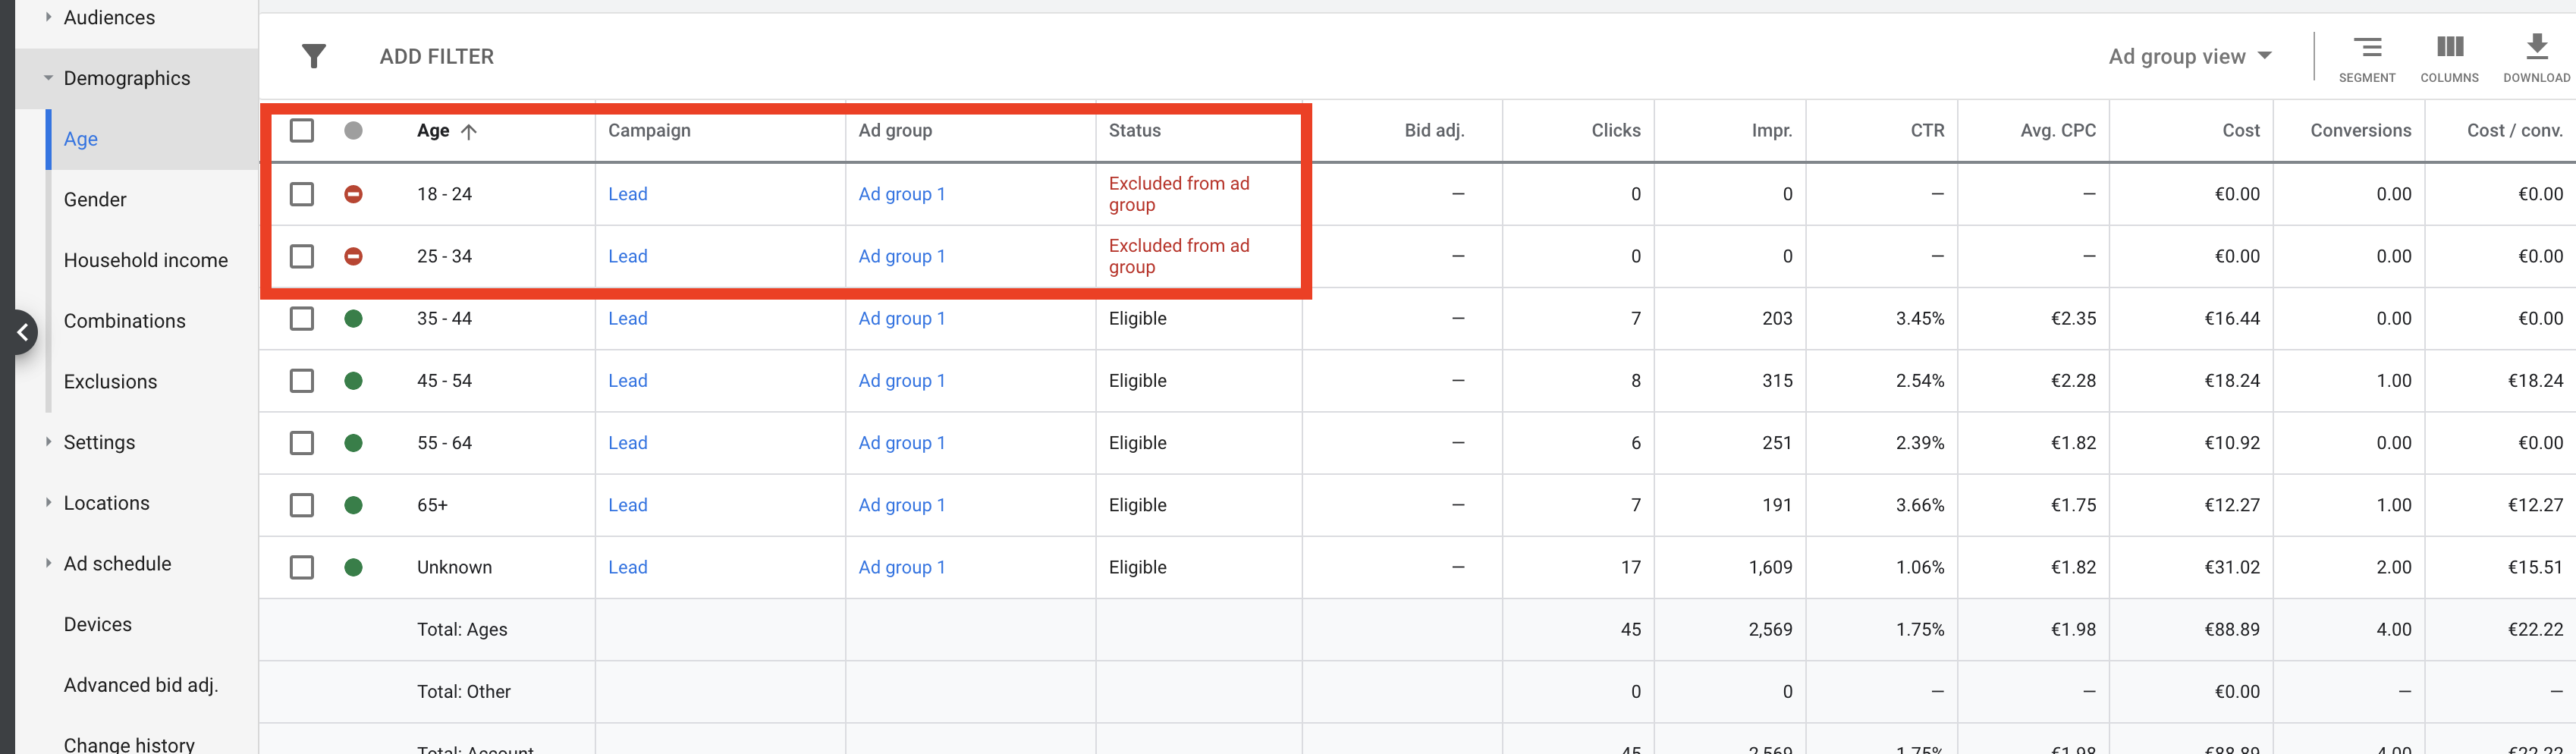 Audiences
Demographics
Age
Gender
Household income
Combinations
Exclusions
Settings
Locations
Ad schedule
Devices
Advanced bid adj.
Change history
ADD FILTER
Ad group view
SEGMENT
COLUMNS
DOWNLOAD
Age Campaign Ad group Status Bid adj. Clicks Impr. CTR Avg. CPC Cost Conversions Cost / conv.
18 - 24 Lead Ad group 1 Excluded from ad
group
— 0 0 — — €0.00 0.00 €0.00
25 - 34 Lead Ad group 1 Excluded from ad
group
— 0 0 — — €0.00 0.00 €0.00
35 - 44 Lead Ad group 1 Eligible — 7 203 3.45% €2.35 €16.44 0.00 €0.00
45 - 54 Lead Ad group 1 Eligible — 8 315 2.54% €2.28 €18.24 1.00 €18.24
55 - 64 Lead Ad group 1 Eligible — 6 251 2.39% €1.82 €10.92 0.00 €0.00
65+ Lead Ad group 1 Eligible — 7 191 3.66% €1.75 €12.27 1.00 €12.27
Unknown Lead Ad group 1 Eligible — 17 1,609 1.06% €1.82 €31.02 2.00 €15.51
Total: Ages 45 2,569 1.75% €1.98 €88.89 4.00 €22.22
Total: Other 0 0 — — €0.00 — —
Total: Account 45 2,569 1.75% €1.98 €88.89 4.00 €22.22